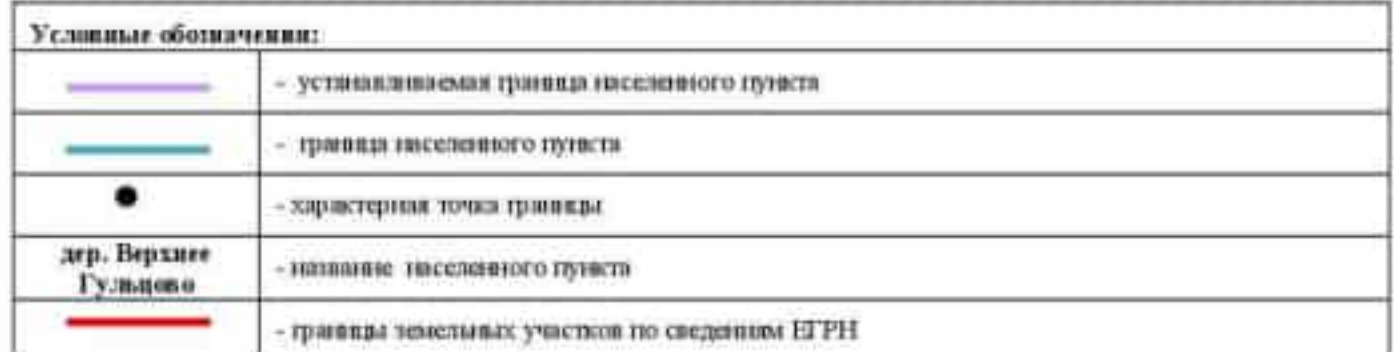 Условные обозначения:
- устанавливаемая граница населенного пункта
- граница населенного пункта
- характерная точка границы
дер. Верхнее
Гульцово
- название населенного пункта
- границы земельных участков по сведениям ЕГРН